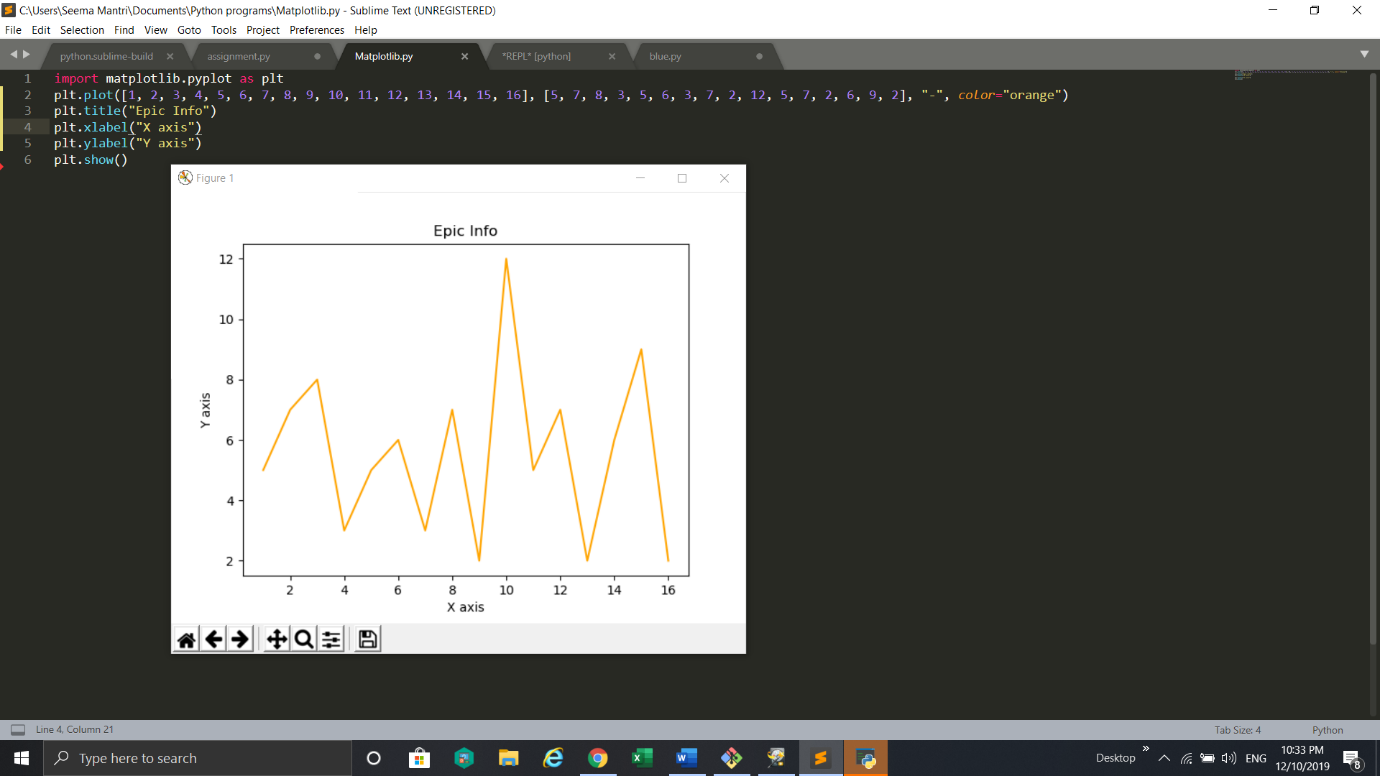 C:\Users\Seema Mantri\Documents\Python programs\Matplotlib.py - Sublime Text (UNREGISTERED)
File Edit Selection Find View Goto Tools Project Preferences Help
python.sublime-build assignment.py Matplotlib.py *REPL* [python] blue.py
1 import matplotlib.pyplot as plt
2 plt.plot([1, 2, 3, 4, 5, 6, 7, 8, 9, 10, 11, 12, 13, 14, 15, 16], [5, 7, 8, 3, 5, 6, 3, 7, 2, 12, 5, 7, 2, 6, 9, 2], "-", color="orange")
3 plt.title("Epic Info")
4 plt.xlabel("X axis")
5 plt.ylabel("Y axis")
6 plt.show()
Figure 1
Epic Info
12
10
8
6
4
2
Y axis
2 4 6 8 10 12 14 16
X axis
Line 4, Column 21 Tab Size: 4 Python
Type here to search
Desktop ENG
10:33 PM
12/10/2019
8